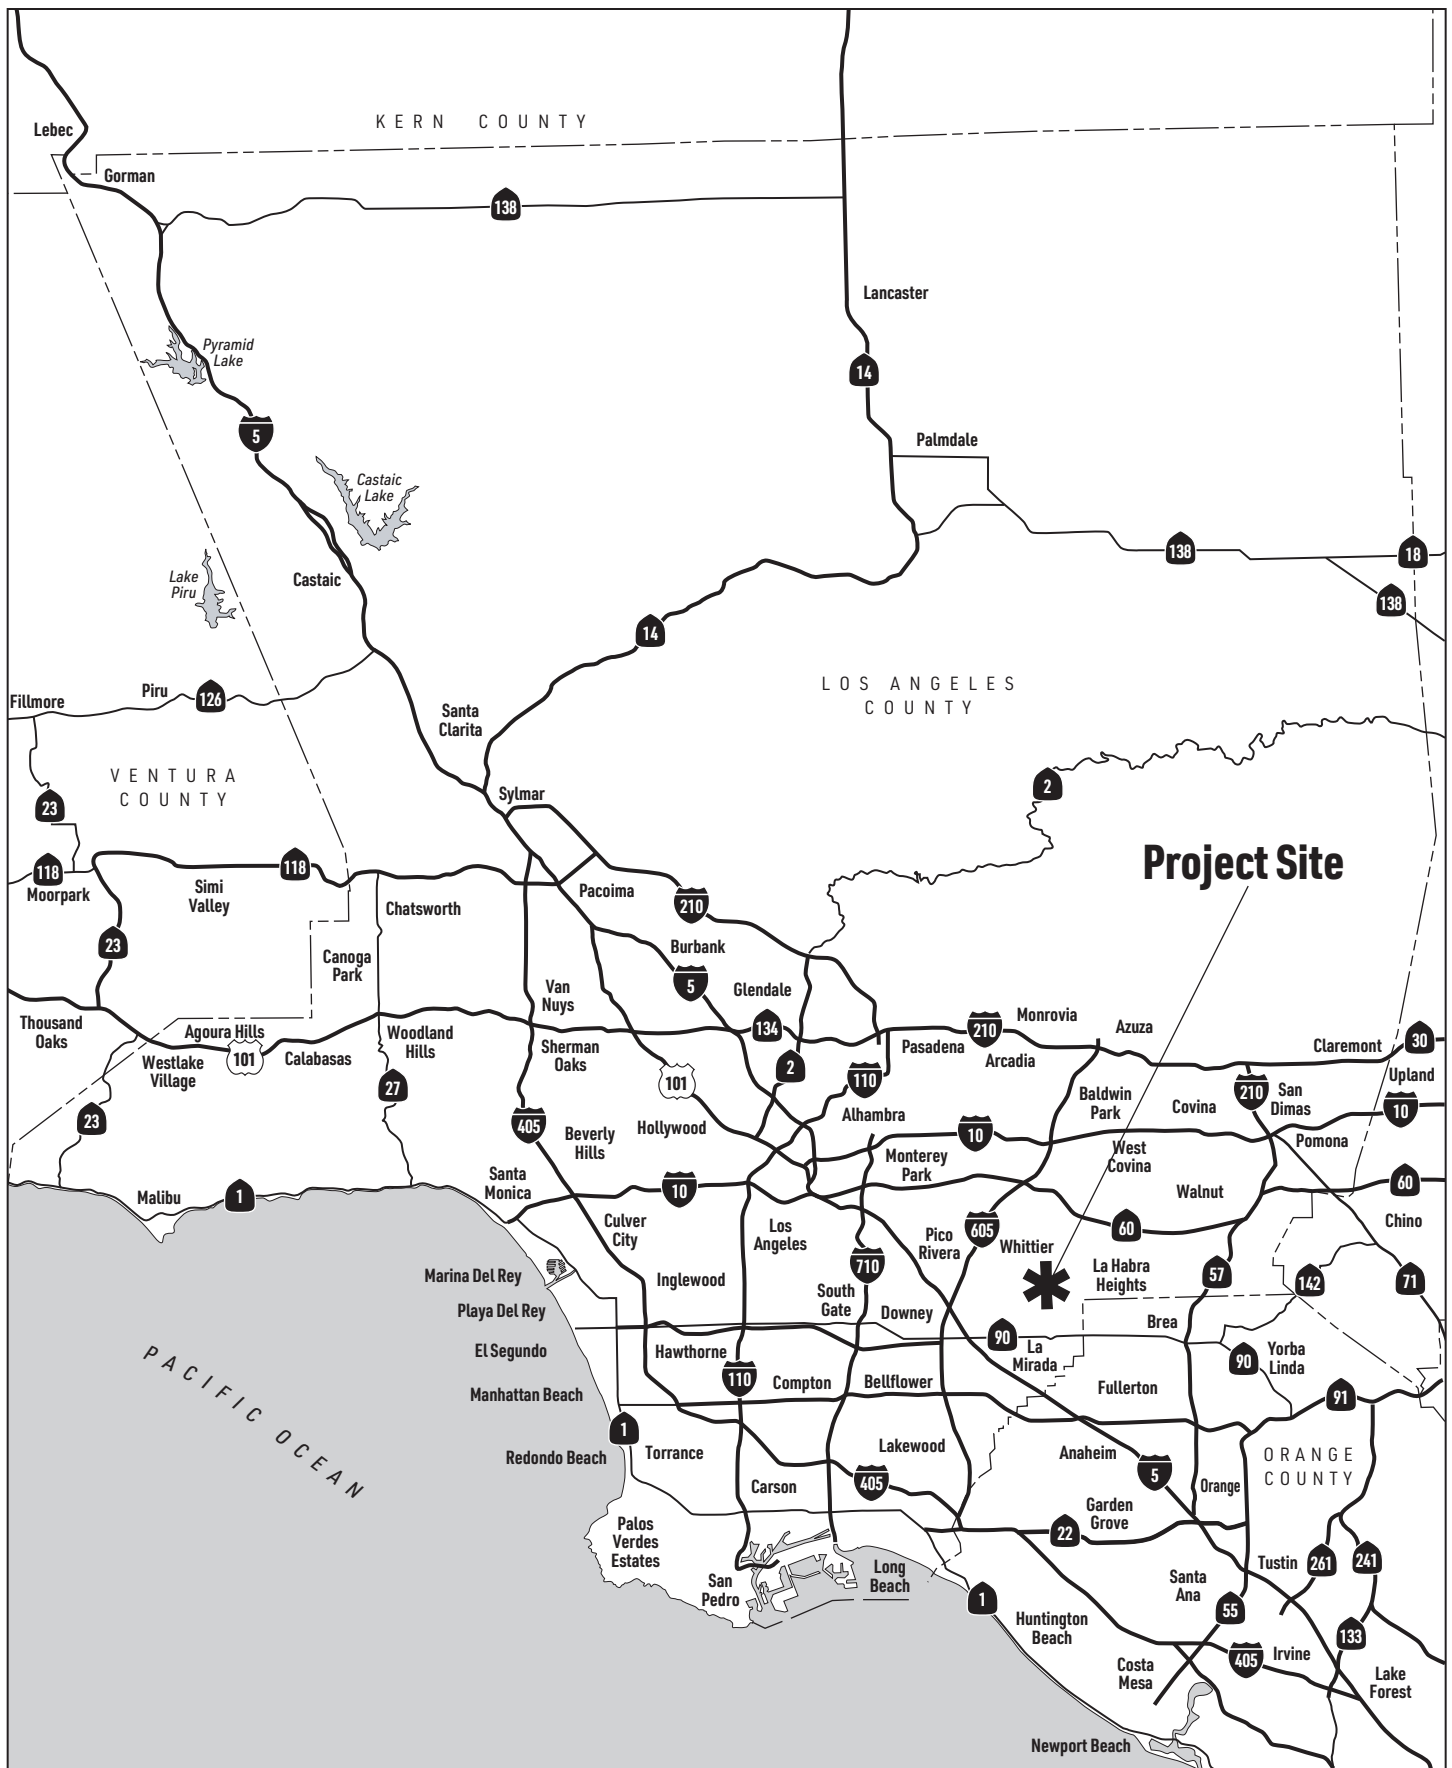 KERN COUNTY
Lebec
Gorman
138
Lancaster
Pyramid
Lake
14
5
Palmdale
Castaic
Lake
138
18
Lake
Piru
Castaic
138
14
LOS ANGELES
COUNTY
Fillmore
Piru
126
Santa
Clarita
VENTURA
COUNTY
2
Sylmar
23
Project Site
118
118
Moorpark
Simi
Valley
Chatsworth
Pacoima
210
23
Canoga
Park
Burbank
Van
Nuys
5
Glendale
Thousand
Oaks
Agoura Hills
101
Westlake
Village
Calabasas
Woodland
Hills
Sherman
Oaks
134
Pasadena
210
Monrovia
Arcadia
Azuza
Claremont
30
Upland
27
101
2
110
Baldwin
Park
Covina
210
San
Dimas
10
23
405
Beverly
Hills
Hollywood
Alhambra
10
Monterey
Park
West
Covina
Pomona
Malibu
1
Santa
Monica
10
Walnut
60
Culver
City
Los
Angeles
Pico
Rivera
605
Whittier
60
Chino
Marina Del Rey
Inglewood
710
La Habra
Heights
57
142
71
Playa Del Rey
South
Gate
Downey
El Segundo
Hawthorne
90
La
Mirada
Brea
90
Yorba
Linda
PACIFIC OCEAN
Manhattan Beach
110
Compton
Bellflower
Fullerton
91
1
Redondo Beach
Torrance
Lakewood
Anaheim
ORANGE
COUNTY
Carson
405
5
Orange
Garden
Grove
22
Palos
Verdes
Estates
San
Pedro
Long
Beach
Tustin
261
241
1
Santa
Ana
55
Huntington
Beach
133
Costa
Mesa
405
Irvine
Lake
Forest
Newport Beach